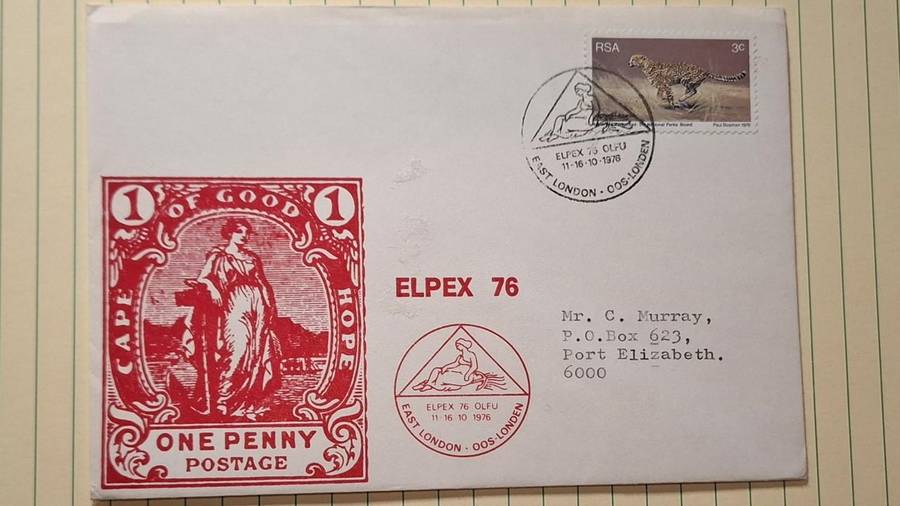 RSA 3c
Parks Board. Paul Bosman 1976
ELPEX 76 OLFU
11-16-10-1976
EAST LONDON · OOS-LONDEN
1 OF GOOD 1
CAPE
HOPE
ONE PENNY
POSTAGE
ELPEX 76
ELPEX 76 OLFU
11-16 10 1976
EAST LONDON · OOS-LONDEN
Mr. C. Murray,
P.O.Box 623,
Port Elizabeth.
6000